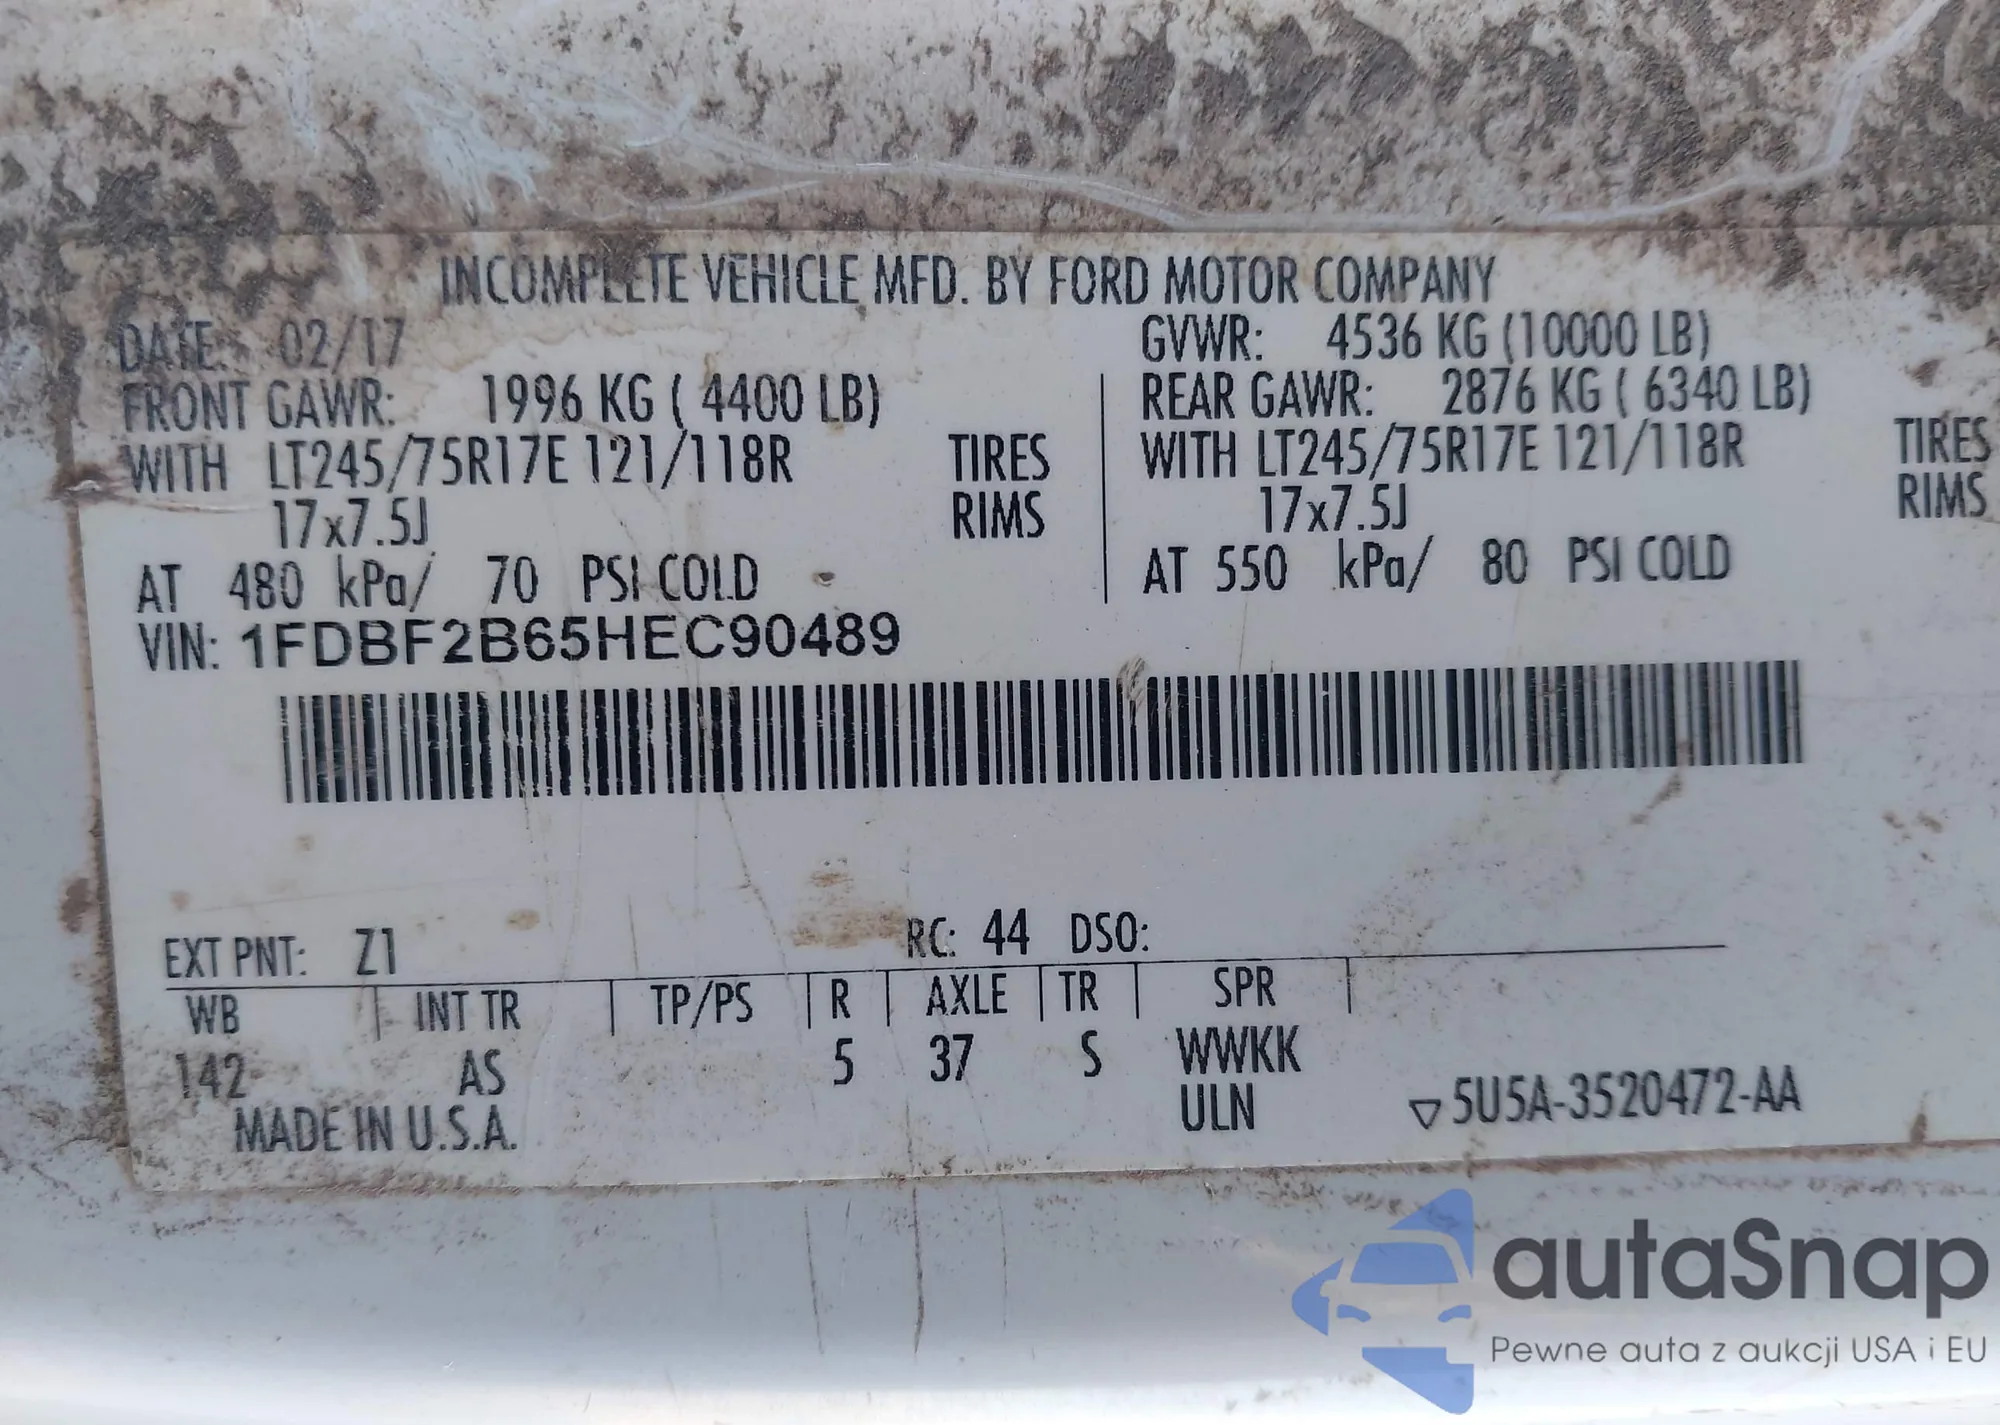 INCOMPLETE VEHICLE MFD. BY FORD MOTOR COMPANY
DATE: 02/17 GVWR: 4536 KG (10000 LB)
FRONT GAWR: 1996 KG ( 4400 LB) REAR GAWR: 2876 KG ( 6340 LB)
WITH LT245/75R17E 121/118R TIRES WITH LT245/75R17E 121/118R TIRES
17x7.5J RIMS 17x7.5J RIMS
AT 480 kPa/ 70 PSI COLD AT 550 kPa/ 80 PSI COLD
VIN: 1FDBF2B65HEC90489
EXT PNT: Z1 RC: 44 DSO:
WB INT TR TP/PS R AXLE TR SPR
142 AS 5 37 S WWKK
ULN
MADE IN U.S.A. ▽5U5A-3520472-AA
autaSnap
Pewne auta z aukcji USA i EU